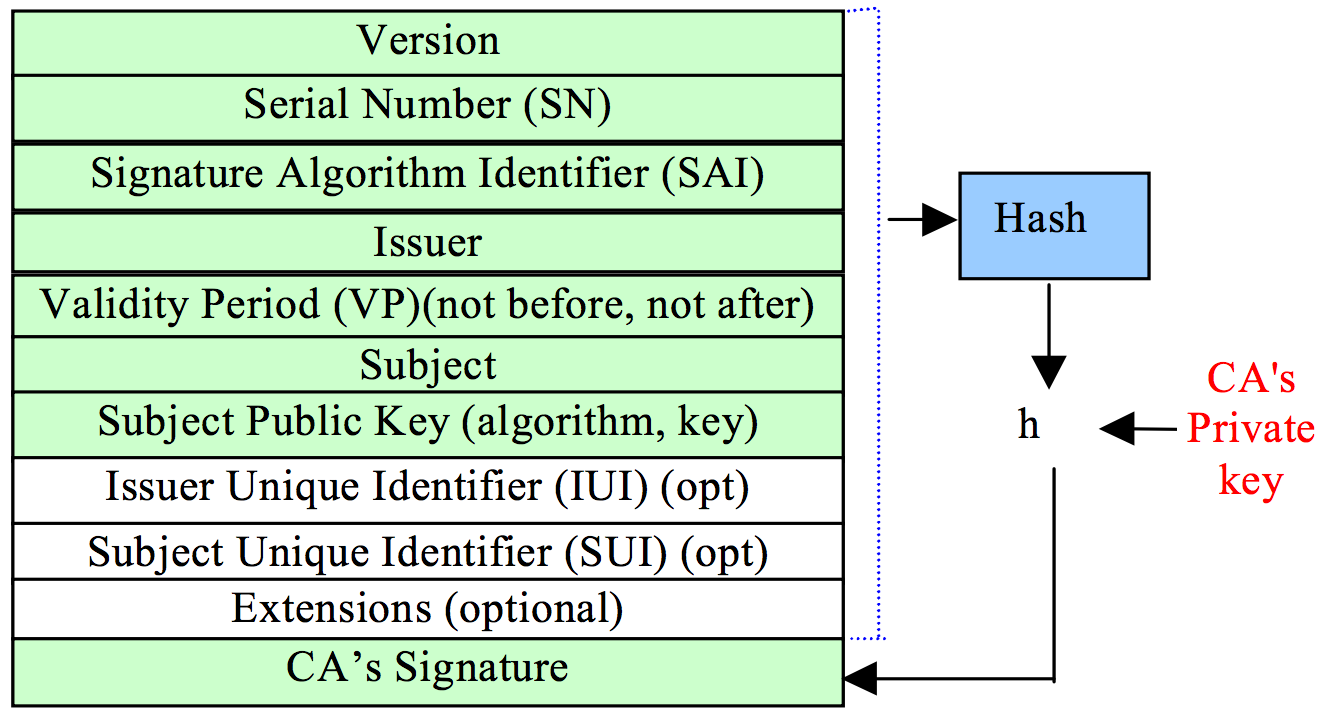 Version
Serial Number (SN)
Signature Algorithm Identifier (SAI)
Issuer
Validity Period (VP)(not before, not after)
Subject
Subject Public Key (algorithm, key)
Issuer Unique Identifier (IUI) (opt)
Subject Unique Identifier (SUI) (opt)
Extensions (optional)
CA’s Signature
Hash
h
CA's
Private
key